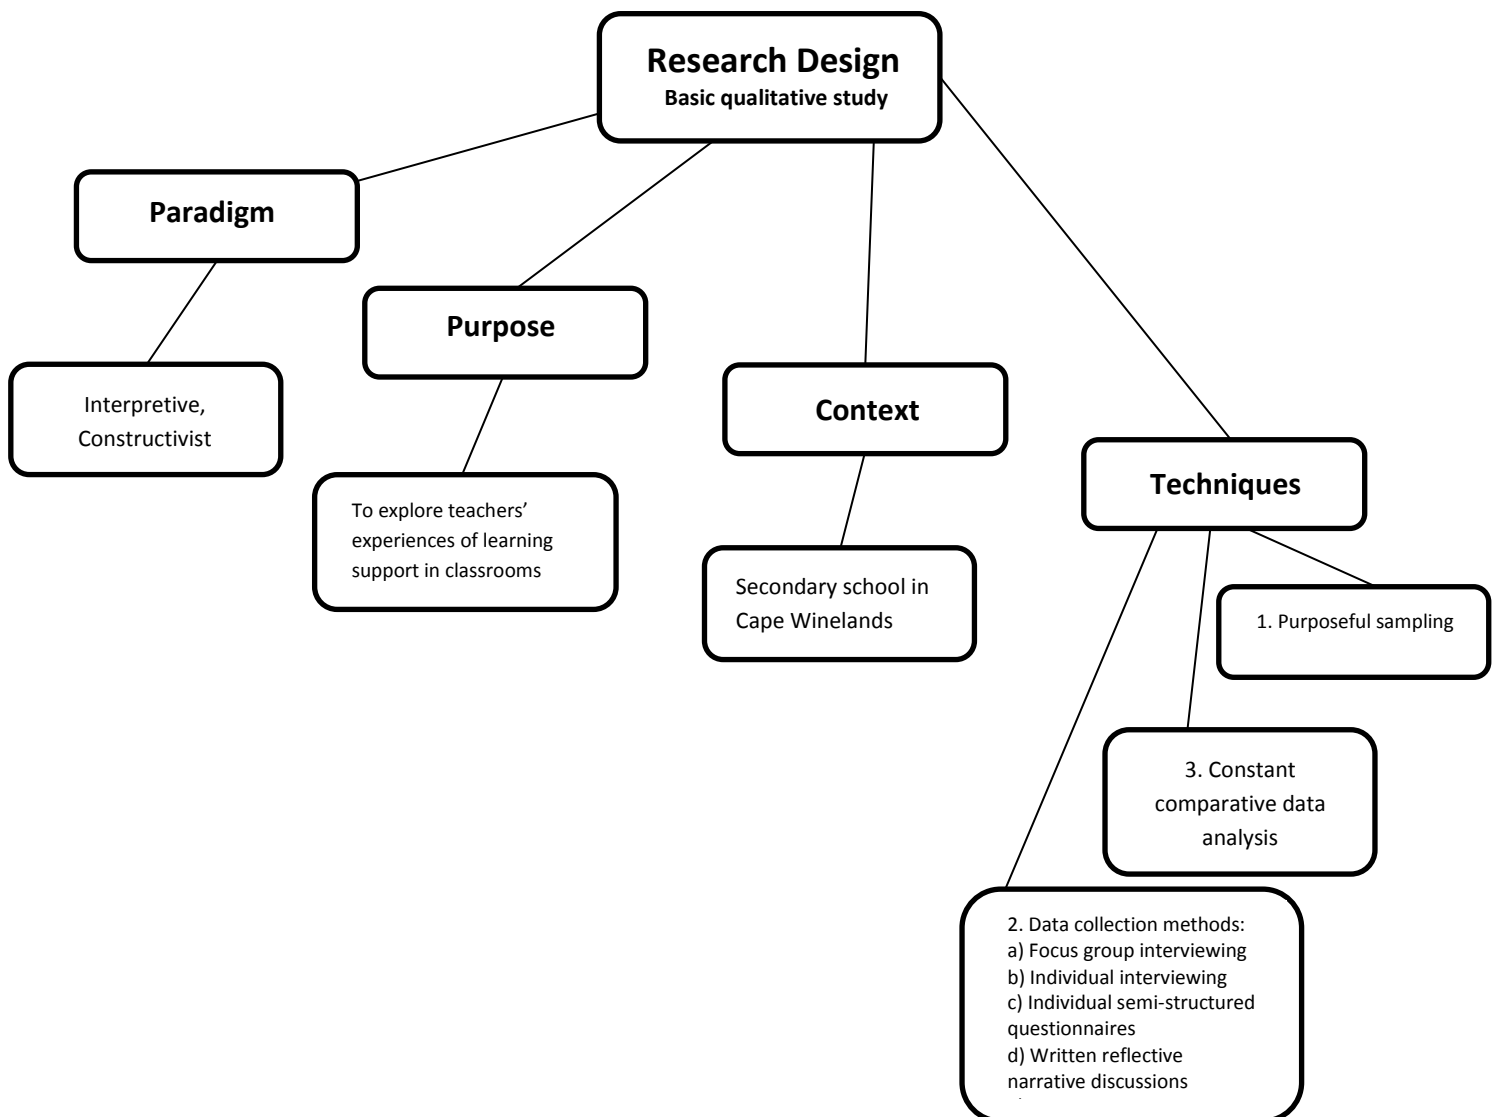 Research Design
Basic qualitative study
Paradigm
Interpretive,
Constructivist
Purpose
To explore teachers’
experiences of learning
support in classrooms
Context
Secondary school in
Cape Winelands
Techniques
1. Purposeful sampling
3. Constant
comparative data
analysis
2. Data collection methods:
a) Focus group interviewing
b) Individual interviewing
c) Individual semi-structured
questionnaires
d) Written reflective
narrative discussions